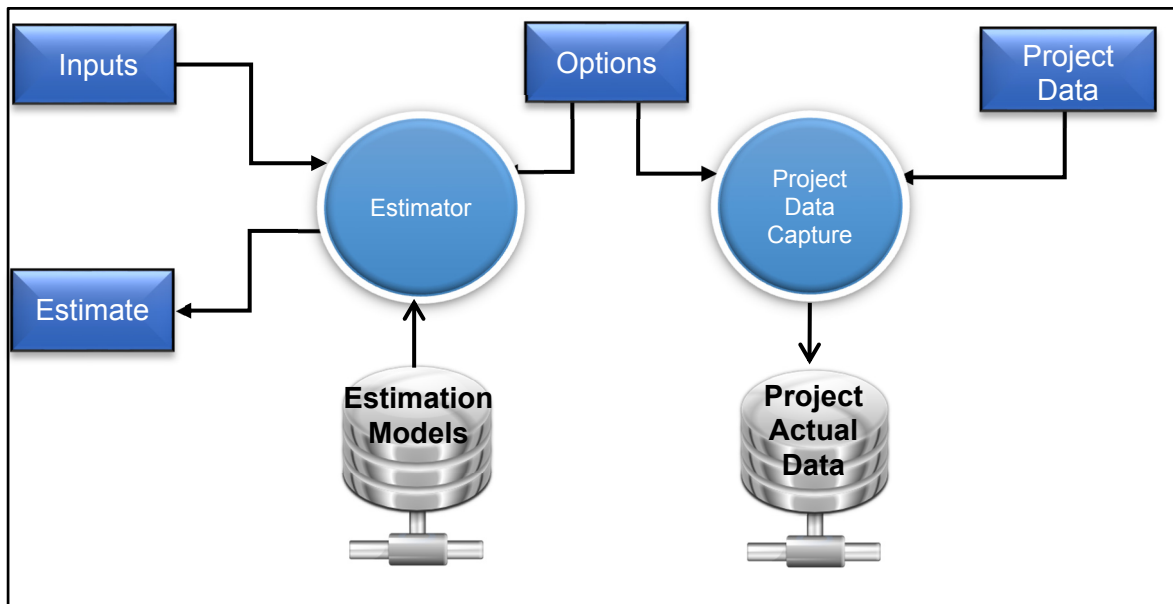 Inputs
Options
Project
Data
Estimator
Project
Data
Capture
Estimate
Estimation
Models
Project
Actual
Data